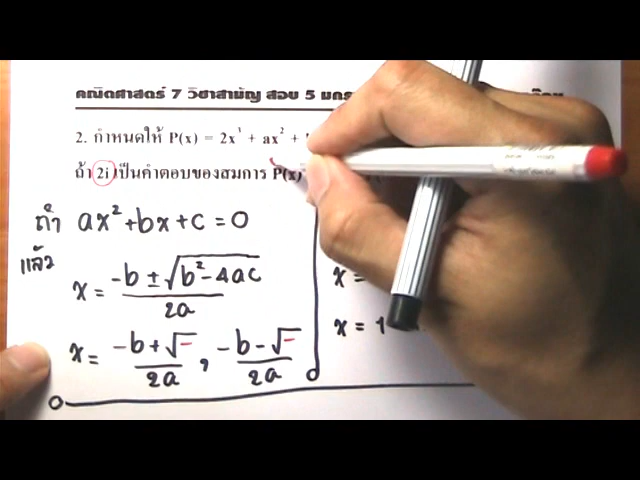 คณิตศาสตร์ 7 วิชาสามัญ สอบ 5 มกร
2. กำหนดให้ P(x) = 2x³ + ax² +
ถ้า 2i เป็นคำตอบของสมการ P(x)
ถ้า ax² + bx + c = 0
แล้ว
x = -b ± √b² - 4ac / 2a
x = -b + √- / 2a , -b - √- / 2a
x =
x = 1